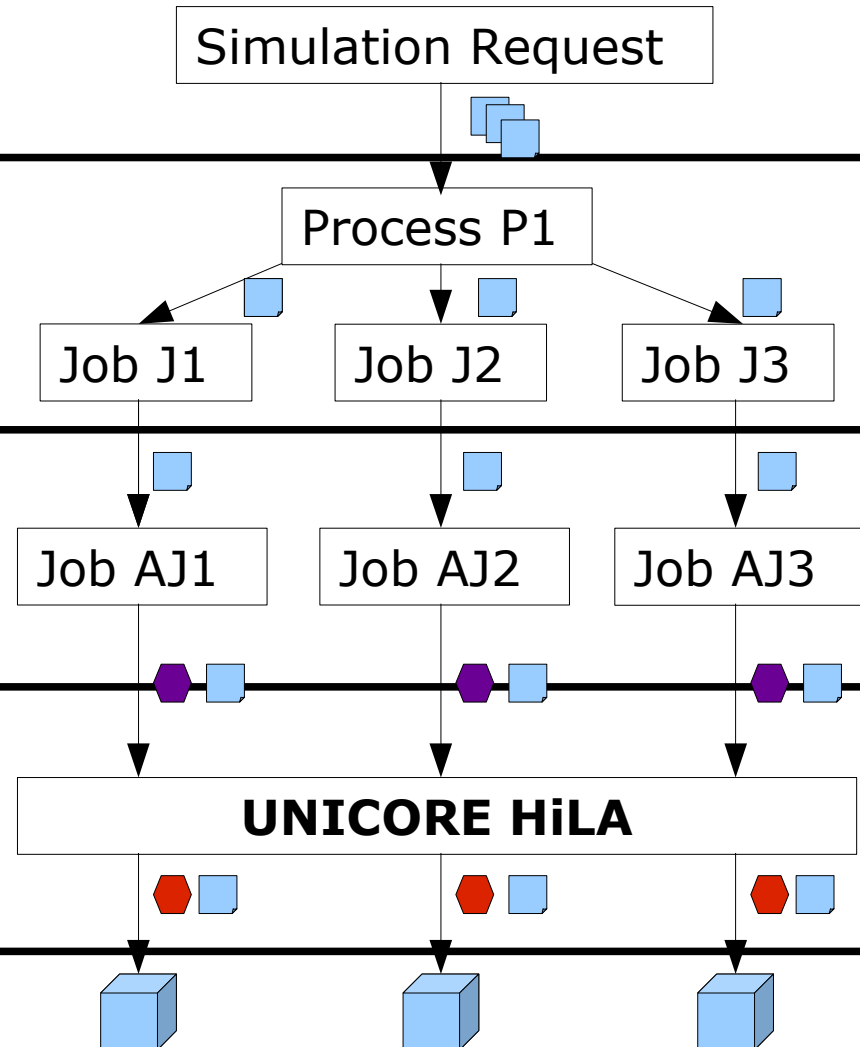 Simulation Request
Process P1
Job J1
Job J2
Job J3
Job AJ1
Job AJ2
Job AJ3
UNICORE HiLA